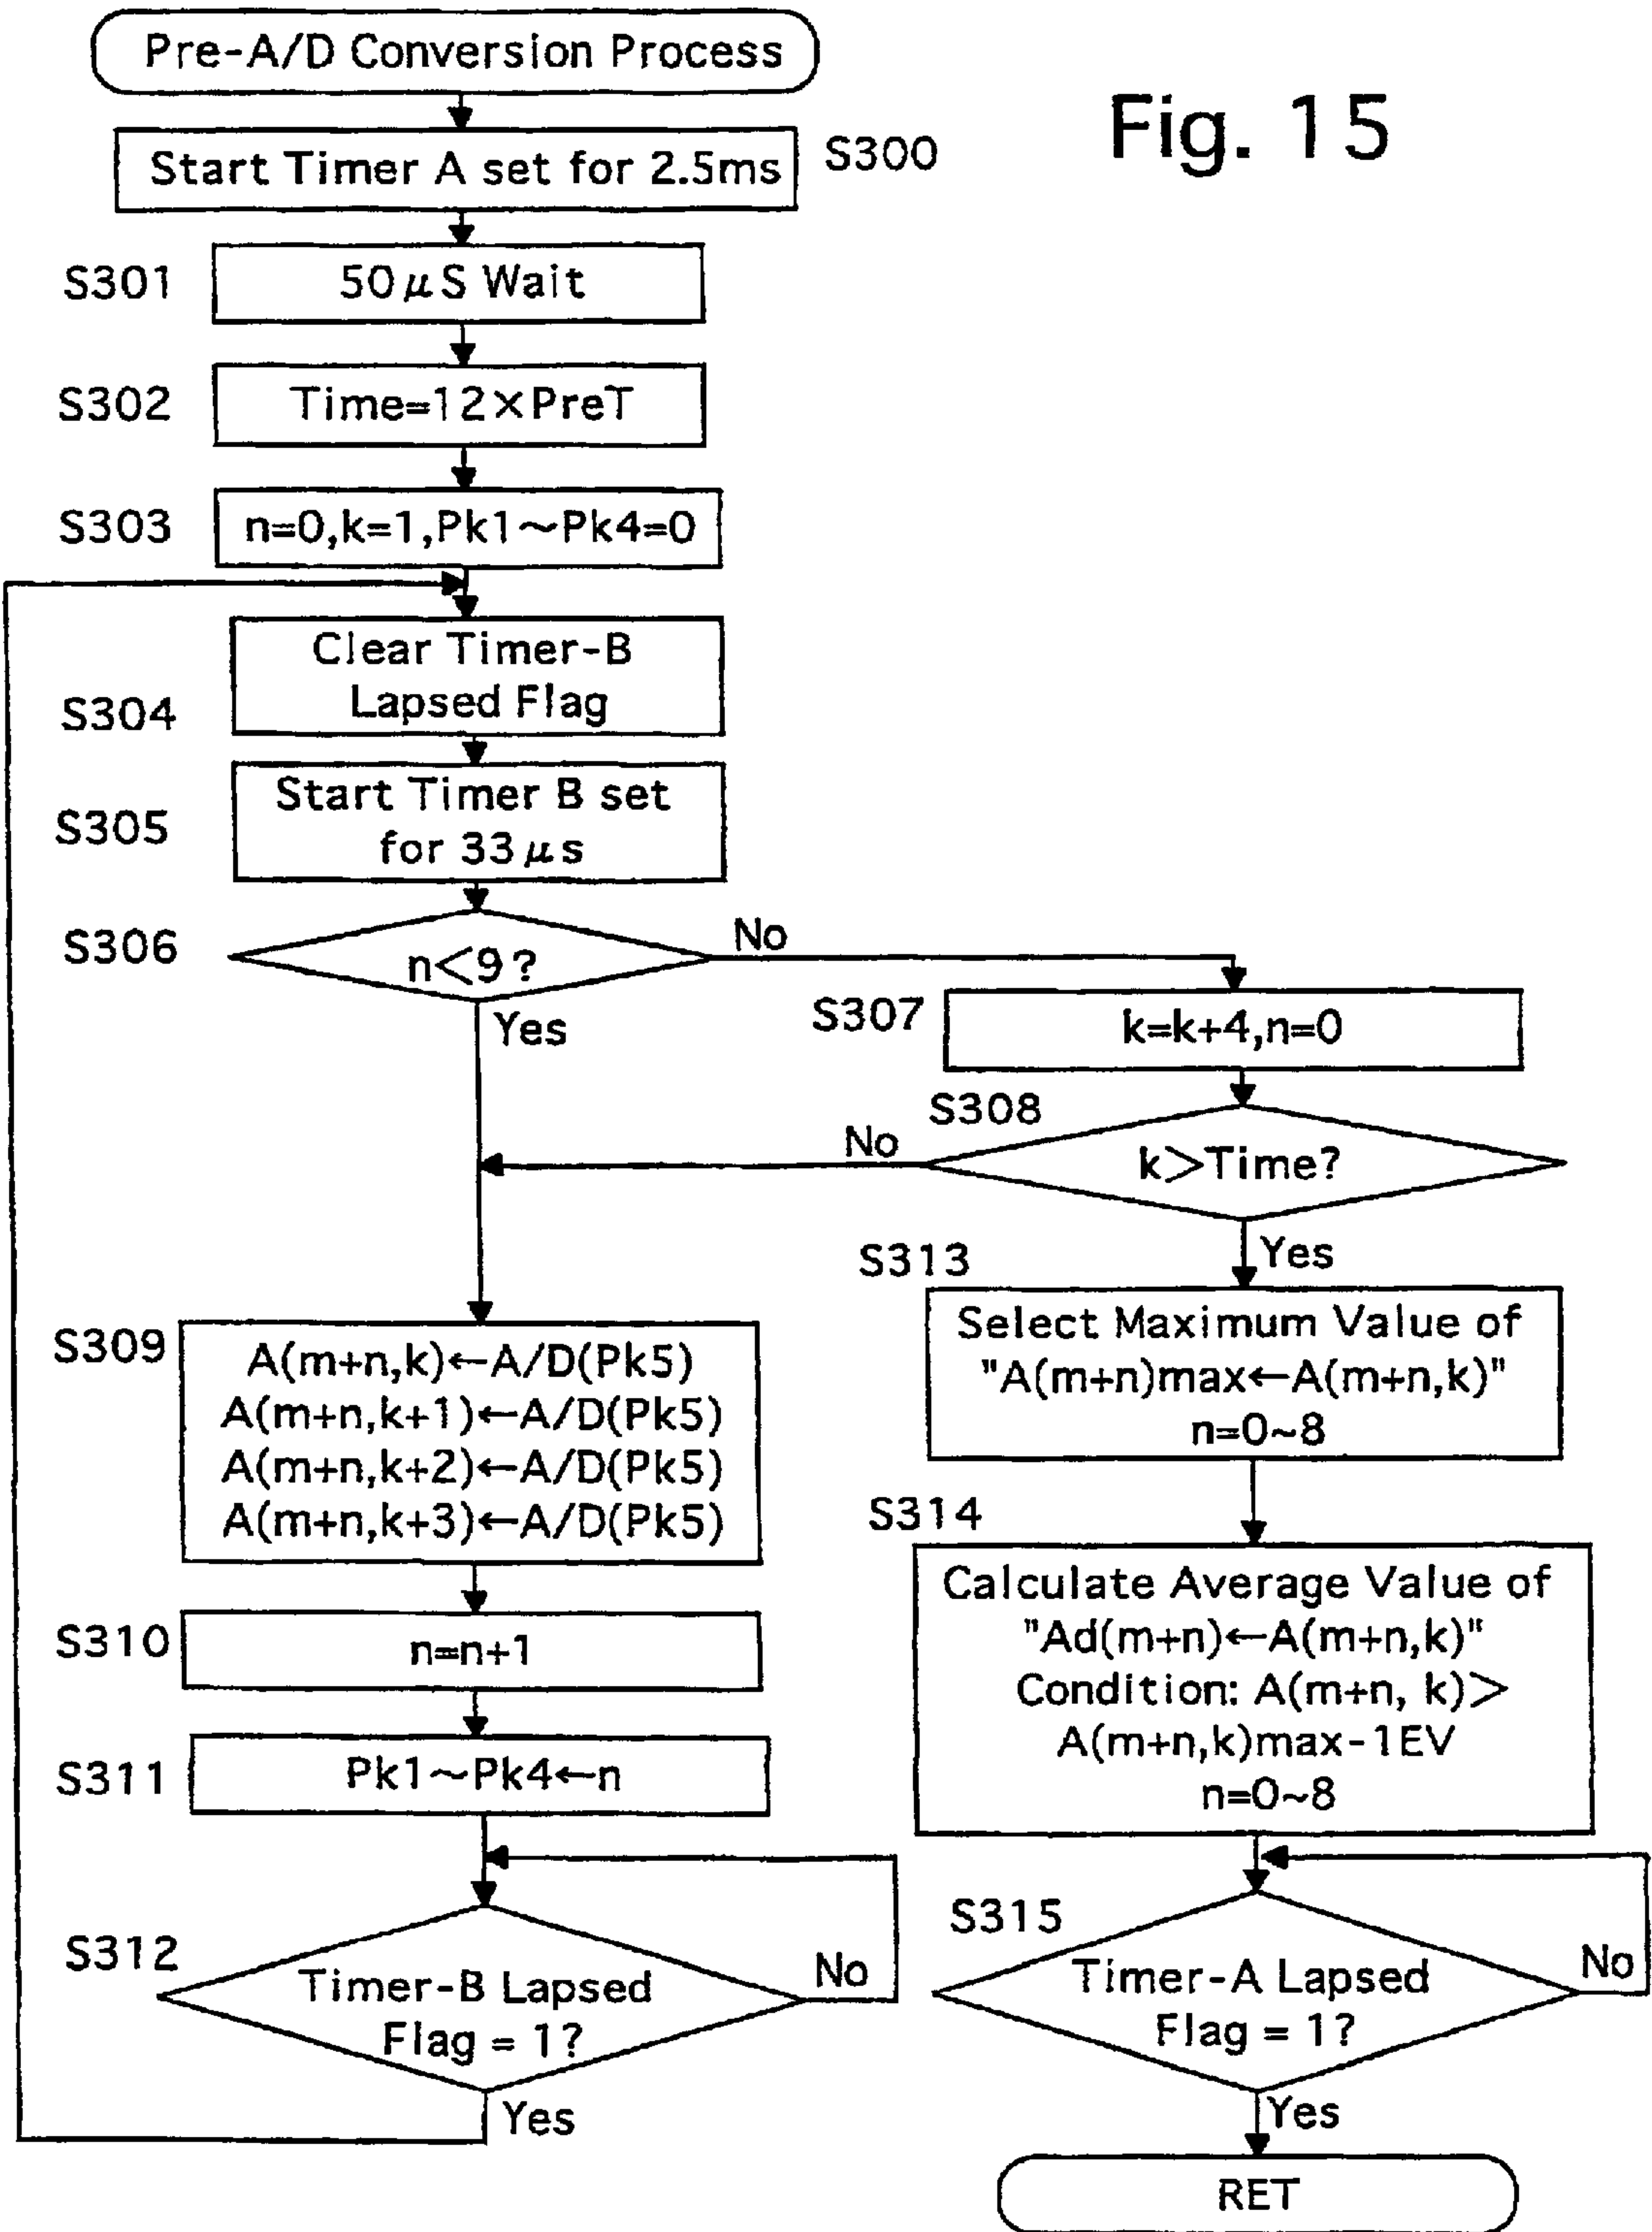 Pre-A/D Conversion Process
Fig. 15
Start Timer A set for 2.5ms
S300
S301
50μS Wait
S302
Time=12×PreT
S303
n=0,k=1,Pk1~Pk4=0
Clear Timer-B
Lapsed Flag
S304
Start Timer B set
for 33μs
S305
S306
n<9?
No
Yes
S307
k=k+4,n=0
S308
k>Time?
No
Yes
S313
Select Maximum Value of
"A(m+n)max←A(m+n,k)"
n=0~8
S309
A(m+n,k)←A/D(Pk5)
A(m+n,k+1)←A/D(Pk5)
A(m+n,k+2)←A/D(Pk5)
A(m+n,k+3)←A/D(Pk5)
S314
Calculate Average Value of
"Ad(m+n)←A(m+n,k)"
Condition: A(m+n, k)>
A(m+n,k)max-1EV
n=0~8
S310
n=n+1
S311
Pk1~Pk4←n
S312
Timer-B Lapsed
Flag = 1?
No
Yes
S315
Timer-A Lapsed
Flag = 1?
No
Yes
RET